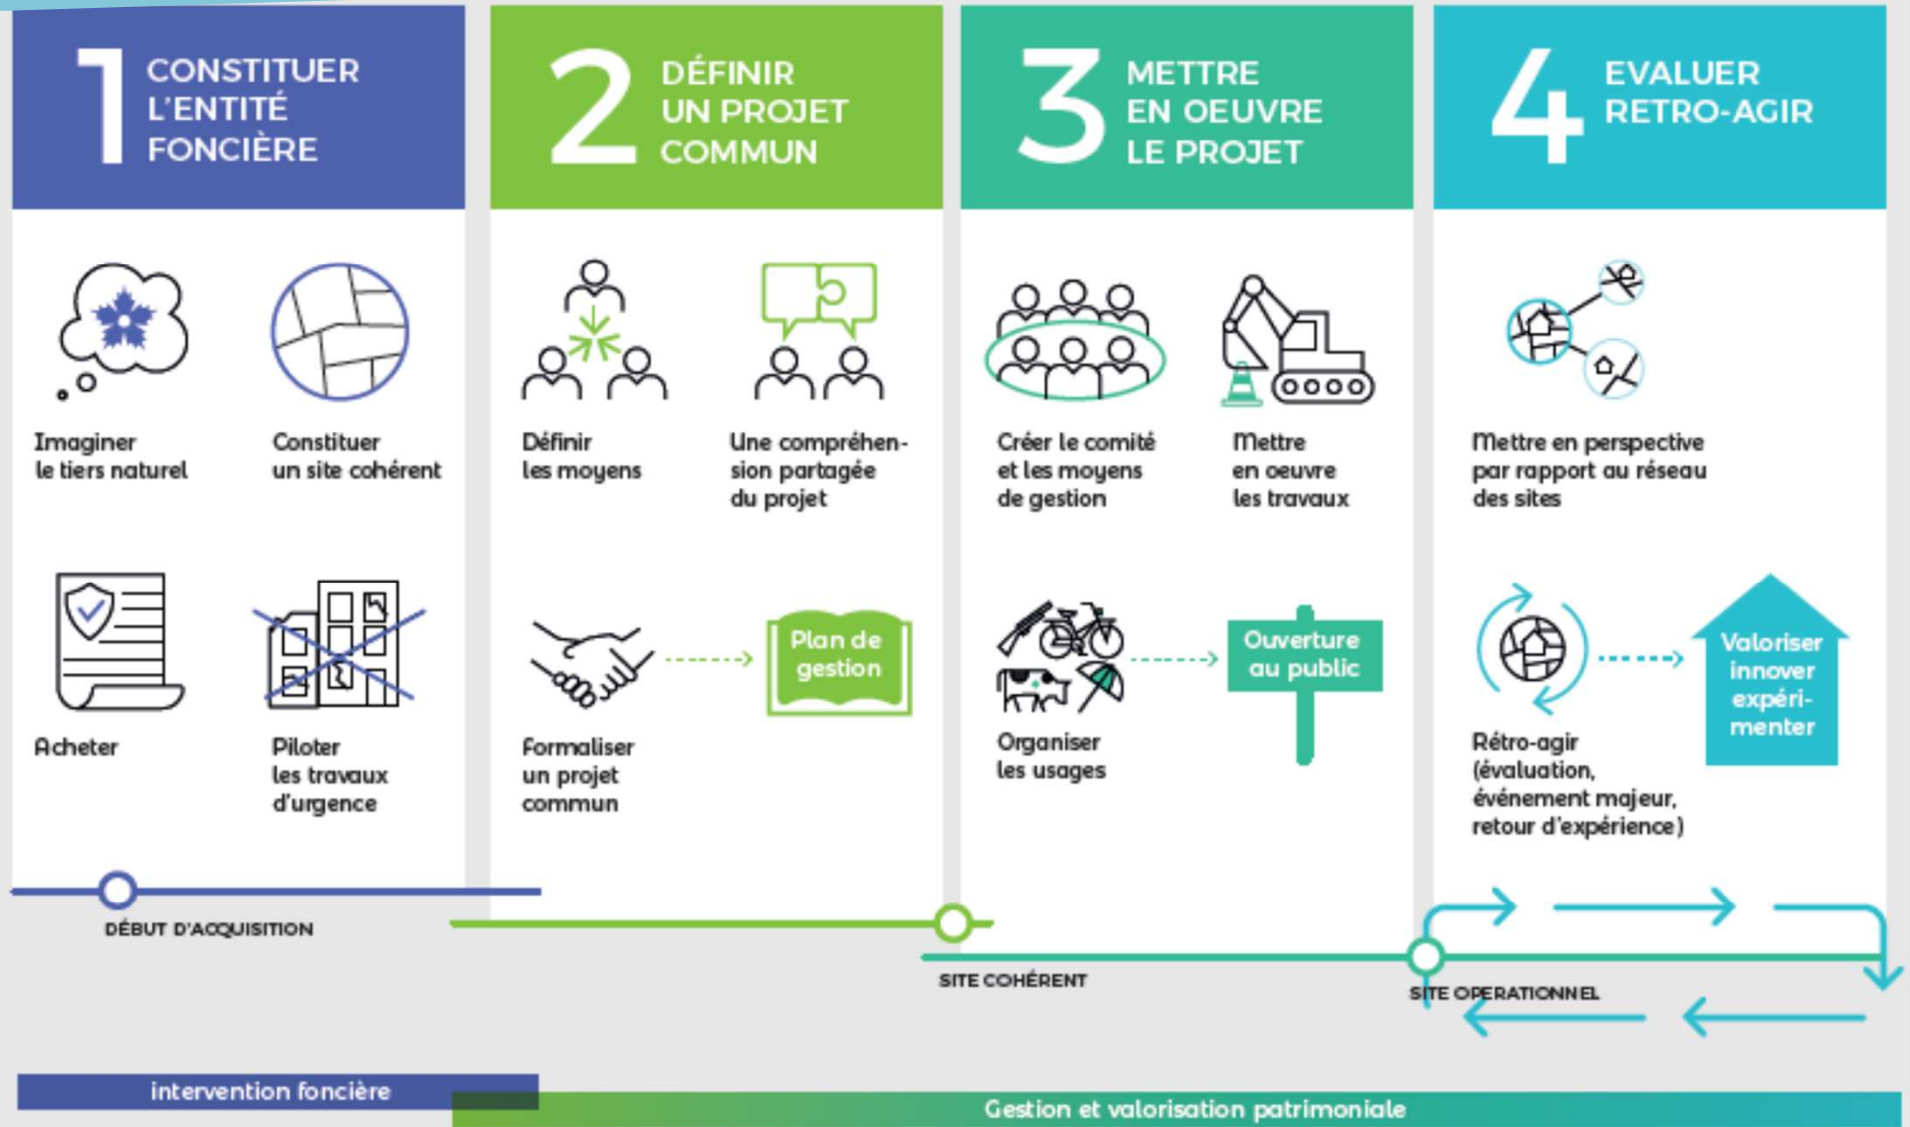 1
CONSTITUER
L'ENTITÉ
FONCIÈRE
Imaginer
le tiers naturel
Constituer
un site cohérent
Acheter
Piloter
les travaux
d'urgence
2
DÉFINIR
UN PROJET
COMMUN
Définir
les moyens
Une compréhen-
sion partagée
du projet
Formaliser
un projet
commun
Plan de
gestion
3
METTRE
EN OEUVRE
LE PROJET
Créer le comité
et les moyens
de gestion
Mettre
en oeuvre
les travaux
Organiser
les usages
Ouverture
au public
4
EVALUER
RETRO-AGIR
Mettre en perspective
par rapport au réseau
des sites
Rétro-agir
(évaluation,
événement majeur,
retour d'expérience)
Valoriser
innover
expéri-
menter
DÉBUT D'ACQUISITION
SITE COHÉRENT
SITE OPERATIONNEL
intervention foncière
Gestion et valorisation patrimoniale